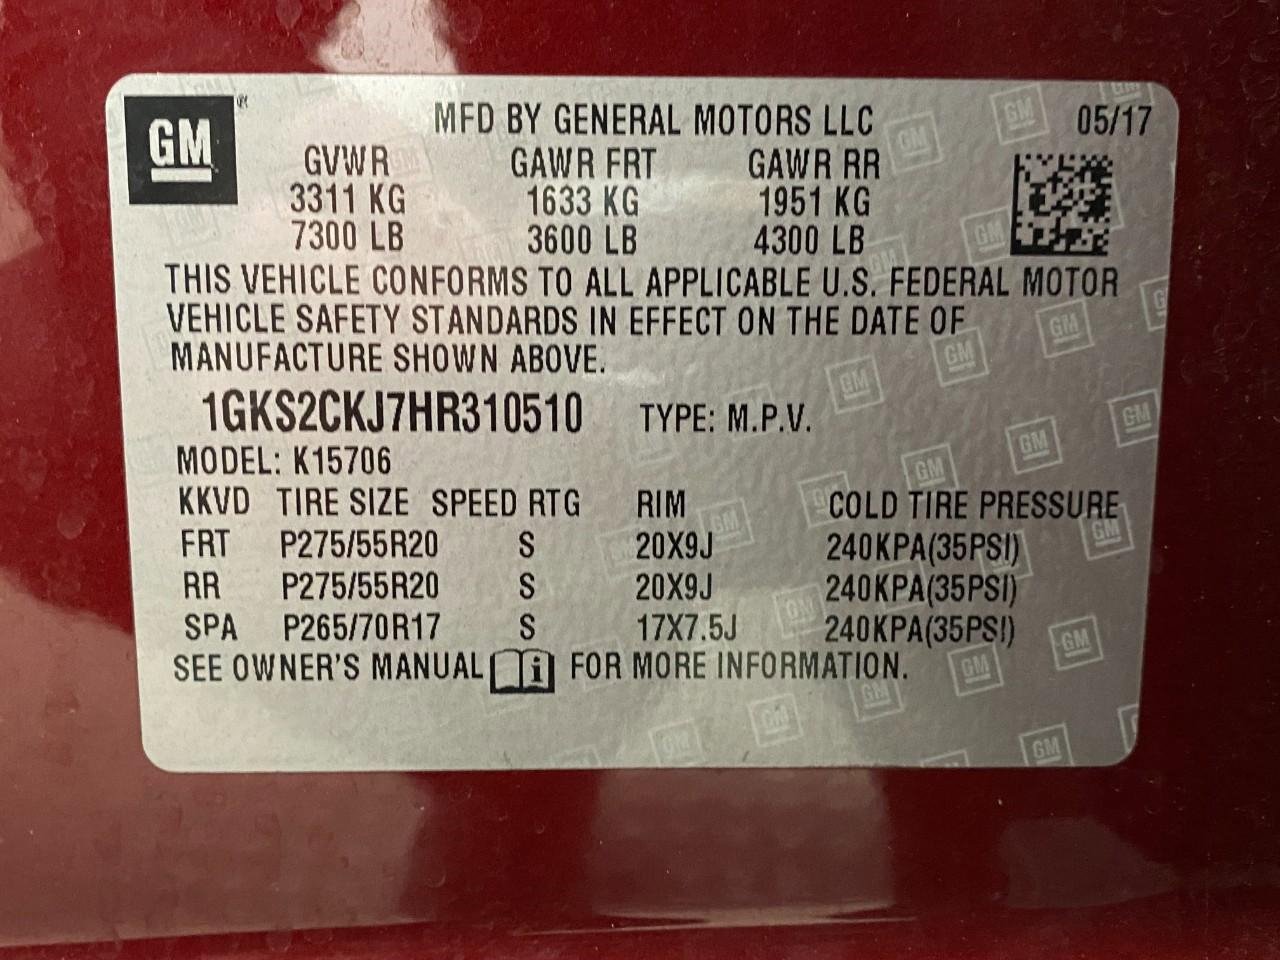 GM
MFD BY GENERAL MOTORS LLC 05/17
GVWR GAWR FRT GAWR RR
3311 KG 1633 KG 1951 KG
7300 LB 3600 LB 4300 LB
THIS VEHICLE CONFORMS TO ALL APPLICABLE U.S. FEDERAL MOTOR
VEHICLE SAFETY STANDARDS IN EFFECT ON THE DATE OF
MANUFACTURE SHOWN ABOVE.
1GKS2CKJ7HR310510 TYPE: M.P.V.
MODEL: K15706
KKVD TIRE SIZE SPEED RTG RIM COLD TIRE PRESSURE
FRT P275/55R20 S 20X9J 240KPA(35PSI)
RR P275/55R20 S 20X9J 240KPA(35PSI)
SPA P265/70R17 S 17X7.5J 240KPA(35PSI)
SEE OWNER'S MANUAL i FOR MORE INFORMATION.